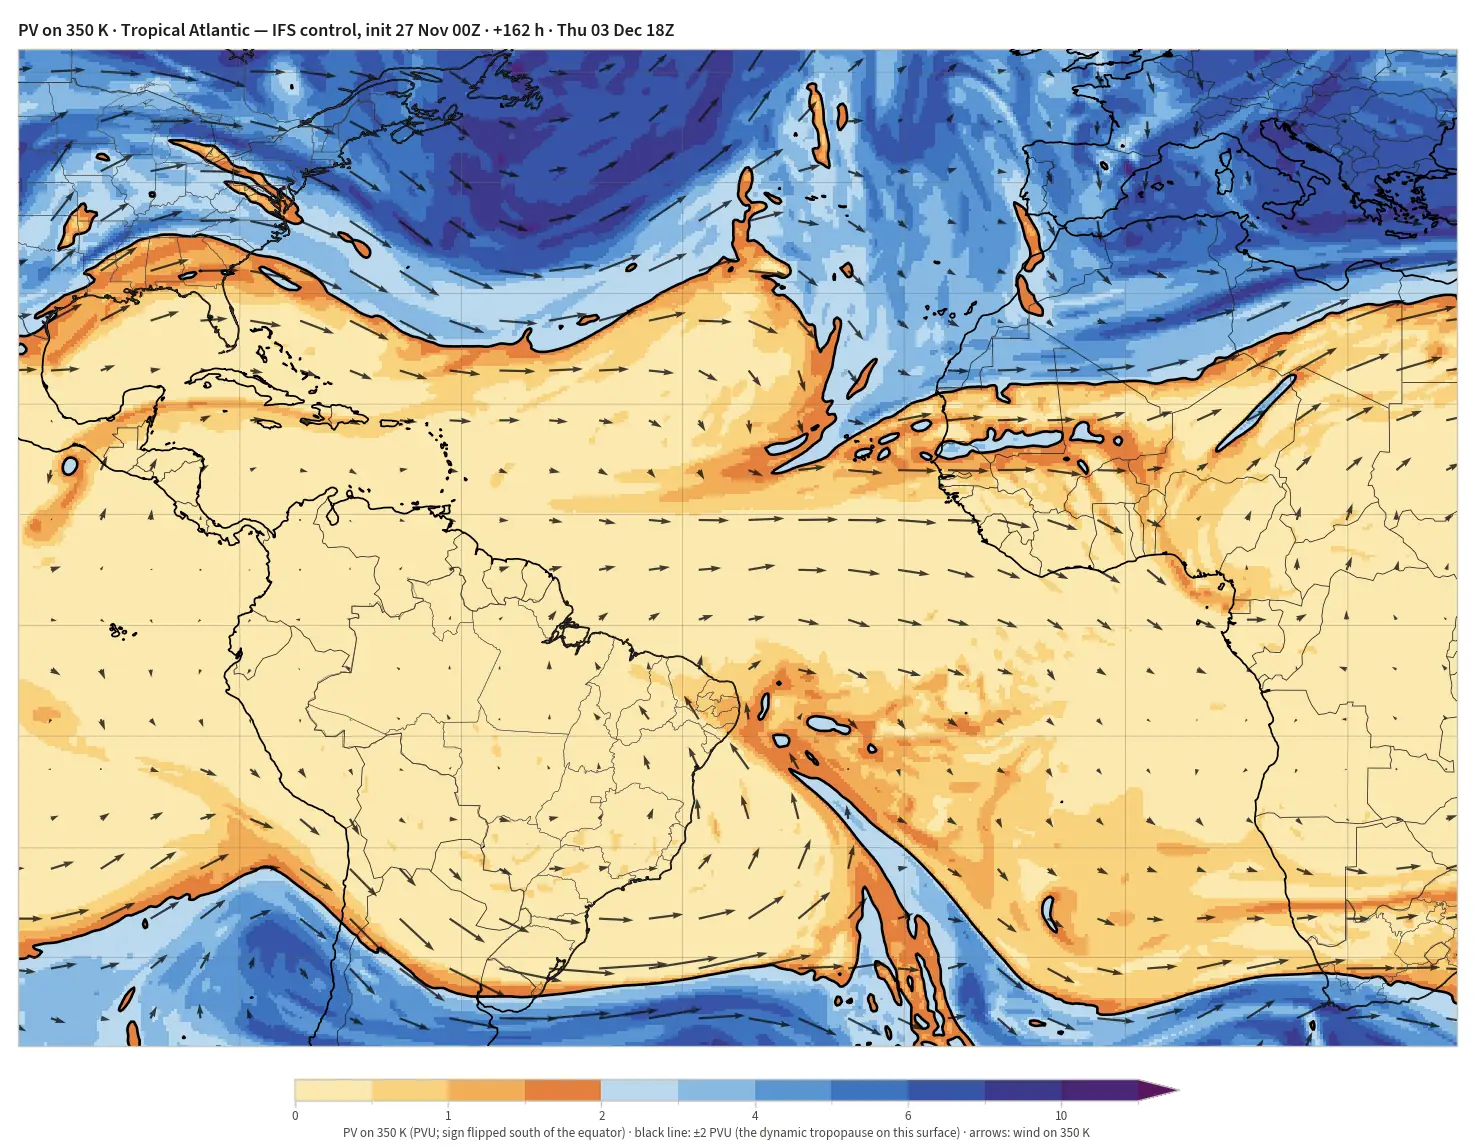 PV on 350 K · Tropical Atlantic — IFS control, init 27 Nov 00Z · +162 h · Thu 03 Dec 18Z
0 1 2 4 6 10
PV on 350 K (PVU; sign flipped south of the equator) · black line: ±2 PVU (the dynamic tropopause on this surface) · arrows: wind on 350 K